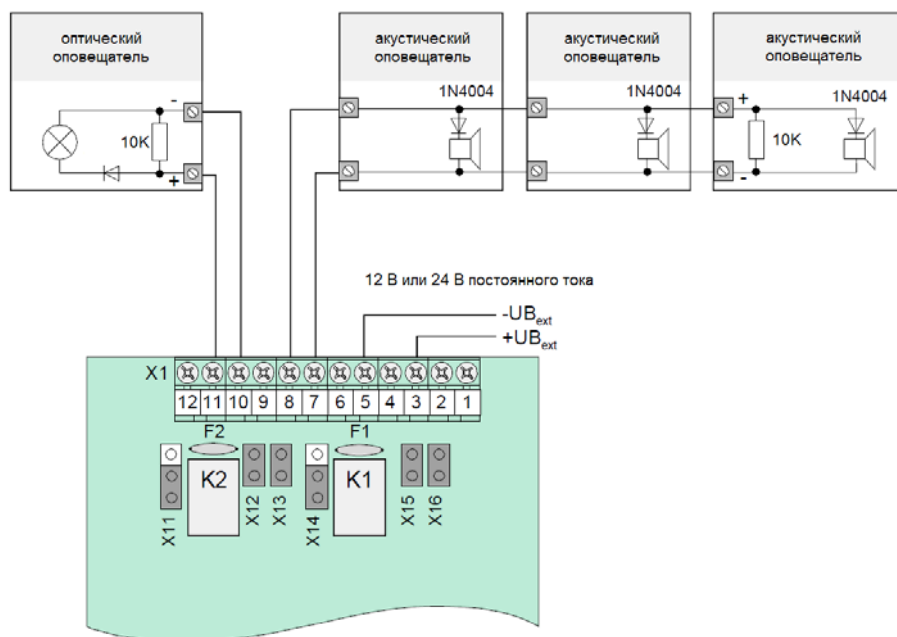 оптический
оповещатель
акустический
оповещатель
акустический
оповещатель
акустический
оповещатель
1N4004
1N4004
1N4004
-
10K
+
+
10K
-
12 В или 24 В постоянного тока
-UBext
+UBext
X1
12 11 10 9 8 7 6 5 4 3 2 1
F2
F1
K2
K1
X11
X12
X13
X14
X15
X16